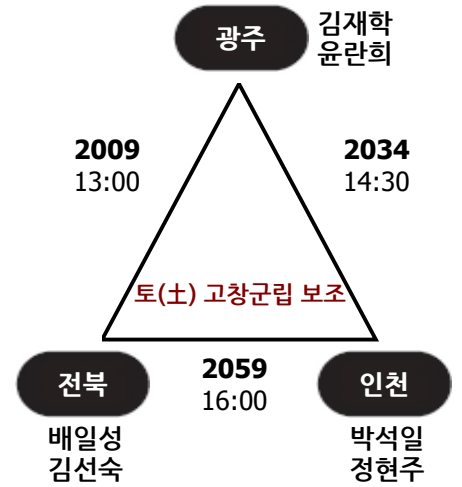 광주
김재학
윤란희
2009
13:00
2034
14:30
토(土) 고창군립 보조
전북
2059
16:00
인천
배일성
김선숙
박석일
정현주